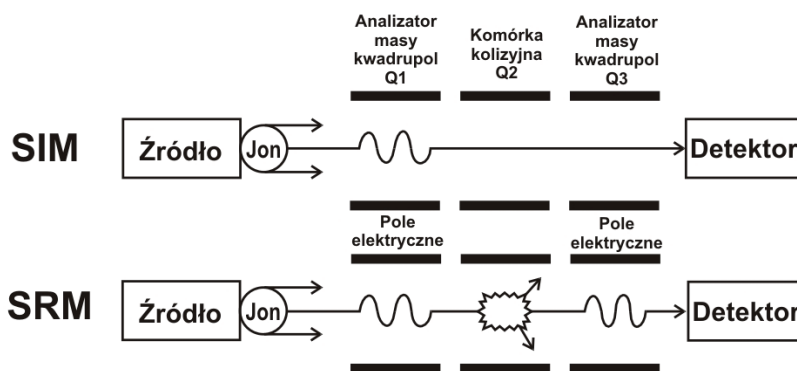 Analizator
masy
kwadrupol
Q1
Komórka
kolizyjna
Q2
Analizator
masy
kwadrupol
Q3
SIM
Źródło
Jon
Detektor
Pole
elektryczne
Pole
elektryczne
SRM
Źródło
Jon
Detektor